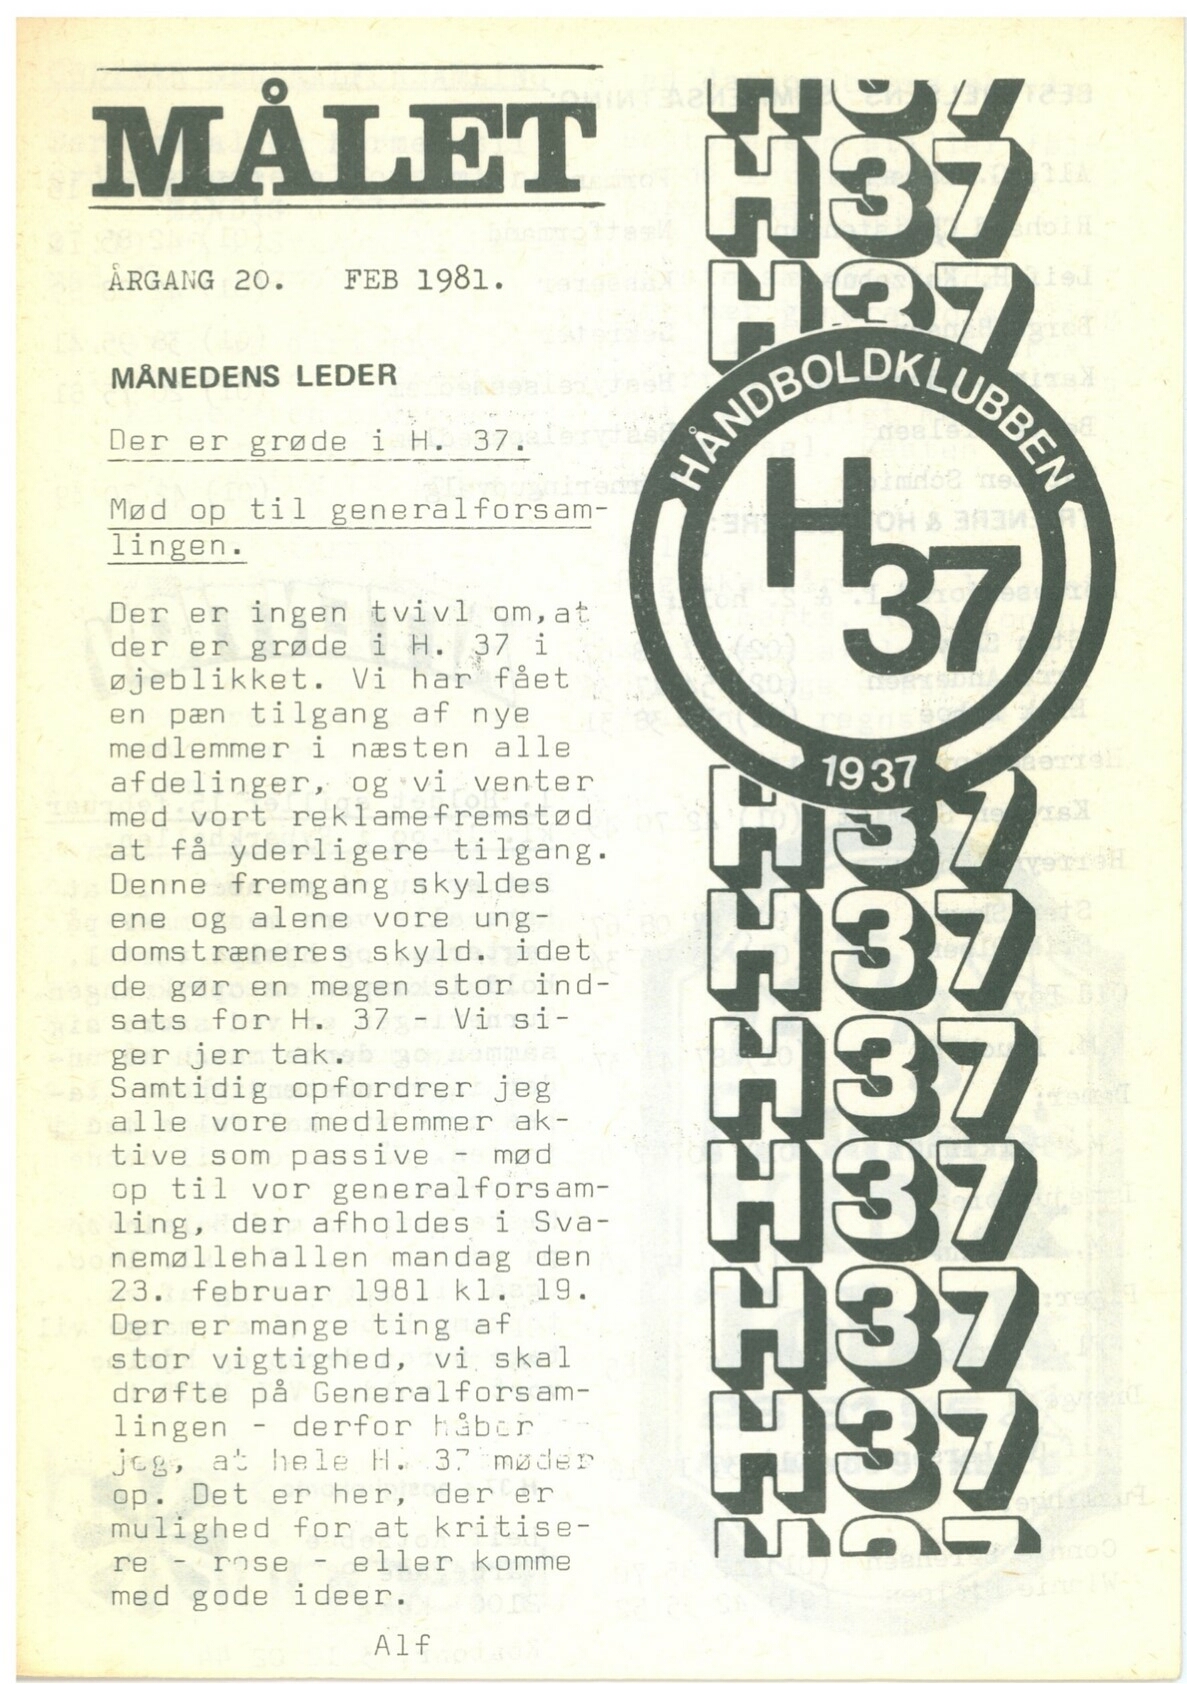 MÅLET
ÅRGANG 20. FEB 1981.
MÅNEDENS LEDER
Der er grøde i H. 37.
Mød op til generalforsam-
lingen.
Der er ingen tvivl om, at
der er grøde i H. 37 i
øjeblikket. Vi har fået
en pæn tilgang af nye
medlemmer i næsten alle
afdelinger, og vi venter
med vort reklamefremstød
at få yderligere tilgang.
Denne fremgang skyldes
ene og alene vore ung-
domstræneres skyld. idet
de gør en megen stor ind-
sats for H. 37 - Vi si-
ger jer tak.
Samtidig opfordrer jeg
alle vore medlemmer ak-
tive som passive - mød
op til vor generalforsam-
ling, der afholdes i Sva-
nemøllehallen mandag den
23. februar 1981 kl. 19.
Der er mange ting af
stor vigtighed, vi skal
drøfte på Generalforsam-
lingen - derfor håber
jeg, at hele H. 37 møder
op. Det er her, der er
mulighed for at kritise-
re - rose - eller komme
med gode ideer.
Alf
H37
H37
H37
HÅNDBOLDKLUBBEN
H37
1937
H37
H37
H37
H37
H37
H37
H37